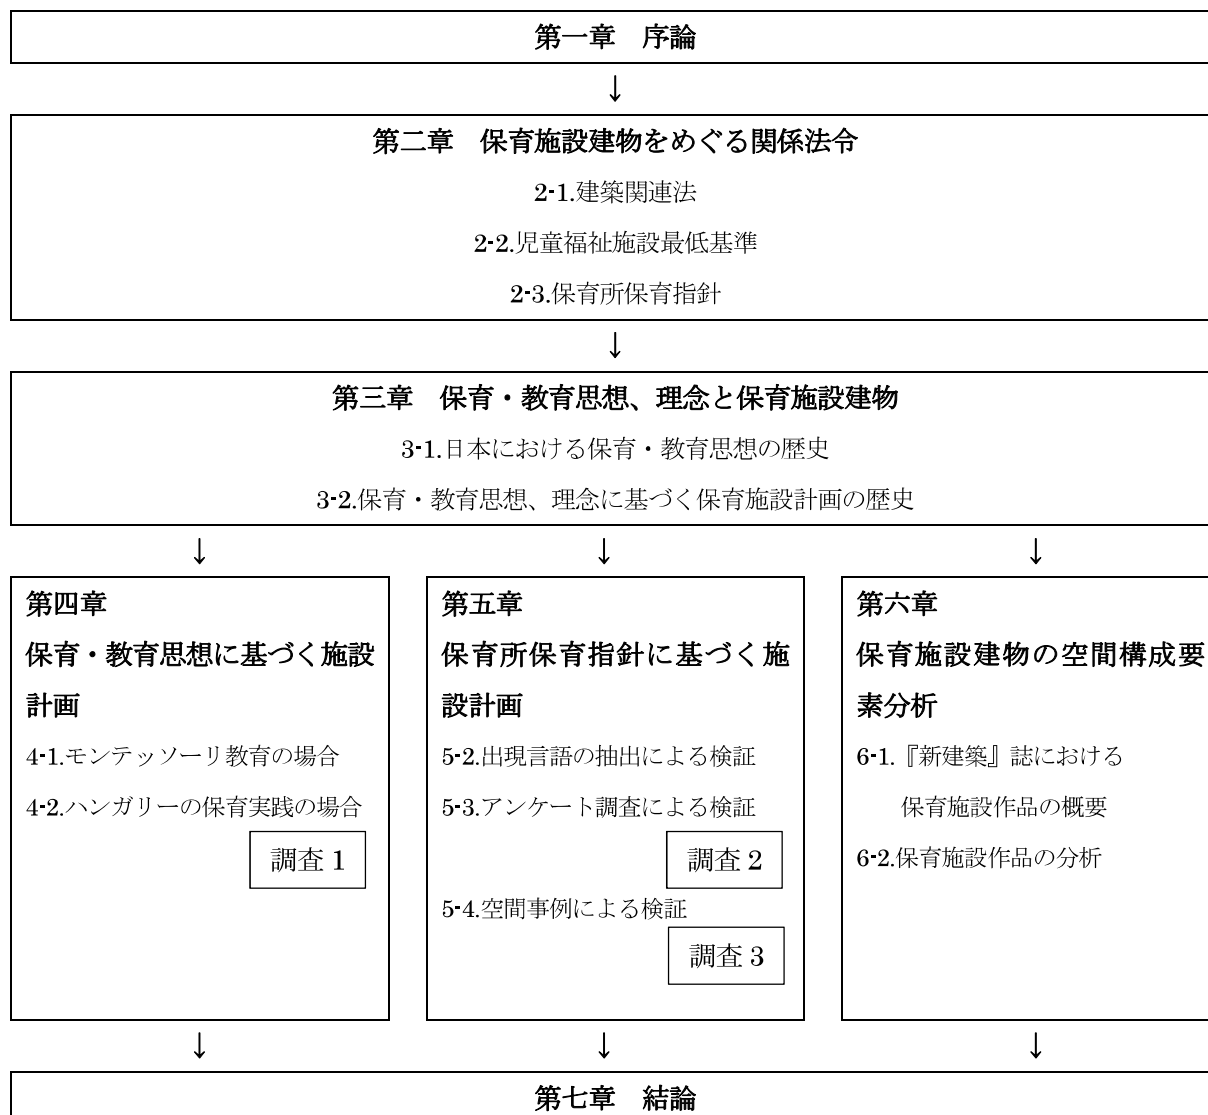 第一章　序論
↓
第二章　保育施設建物をめぐる関係法令
2-1.建築関連法
2-2.児童福祉施設最低基準
2-3.保育所保育指針
↓
第三章　保育・教育思想、理念と保育施設建物
3-1.日本における保育・教育思想の歴史
3-2.保育・教育思想、理念に基づく保育施設計画の歴史
↓　↓　↓
第四章
保育・教育思想に基づく施設
計画
4-1.モンテッソーリ教育の場合
4-2.ハンガリーの保育実践の場合
調査 1
第五章
保育所保育指針に基づく施
設計画
5-2.出現言語の抽出による検証
5-3.アンケート調査による検証
調査 2
5-4.空間事例による検証
調査 3
第六章
保育施設建物の空間構成要
素分析
6-1.『新建築』誌における
保育施設作品の概要
6-2.保育施設作品の分析
↓　↓　↓
第七章　結論